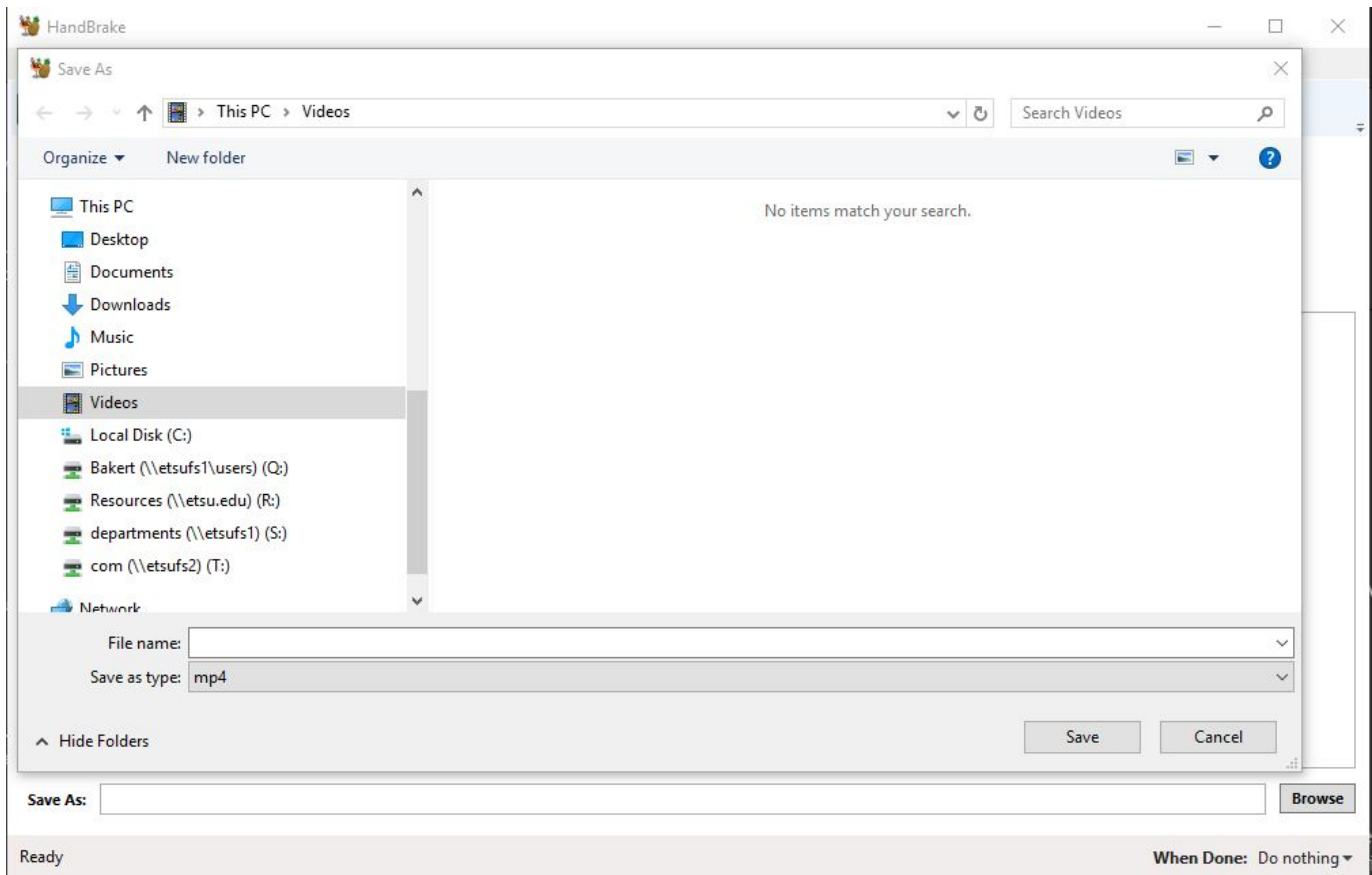 HandBrake
Save As
This PC > Videos
Search Videos
Organize
New folder
This PC
Desktop
Documents
Downloads
Music
Pictures
Videos
Local Disk (C:)
Bakert (\\etsufs1\users) (Q:)
Resources (\\etsu.edu) (R:)
departments (\\etsufs1) (S:)
com (\\etsufs2) (T:)
Network
No items match your search.
File name:
Save as type: mp4
Hide Folders
Save
Cancel
Save As:
Browse
Ready
When Done: Do nothing